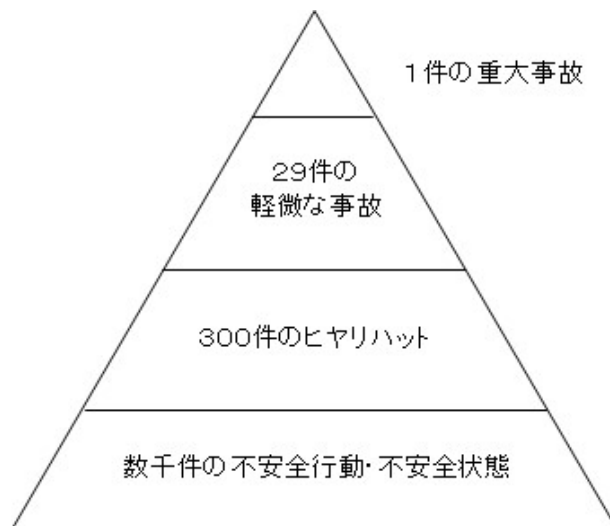 １件の重大事故
２９件の
軽微な事故
３００件のヒヤリハット
数千件の不安全行動・不安全状態